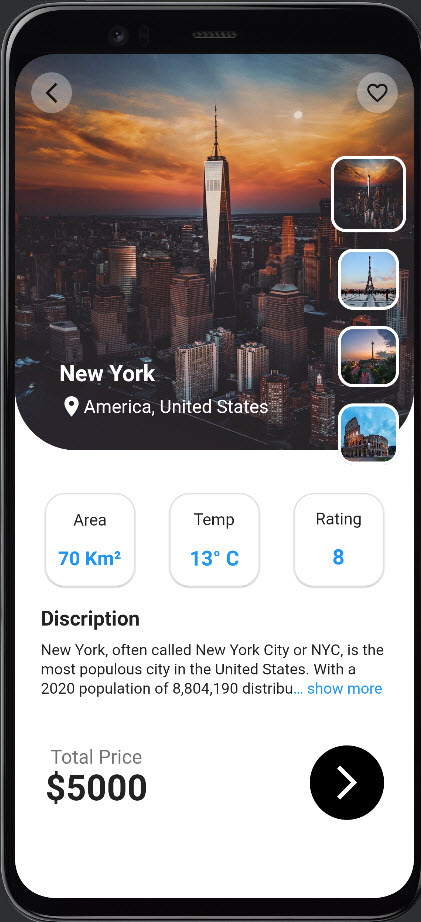 New York
America, United States
Area
70 Km²
Temp
13° C
Rating
8
Discription
New York, often called New York City or NYC, is the
most populous city in the United States. With a
2020 population of 8,804,190 distribu... show more
Total Price
$5000